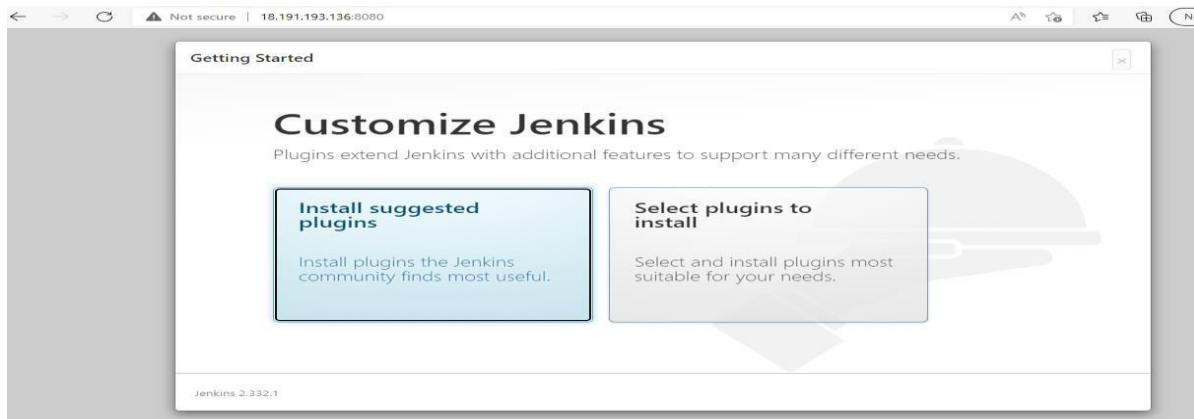 Not secure
18.191.193.136:8080
Getting Started
Customize Jenkins
Plugins extend Jenkins with additional features to support many different needs.
Install suggested
plugins
Install plugins the Jenkins
community finds most useful.
Select plugins to
install
Select and install plugins most
suitable for your needs.
Jenkins 2.332.1